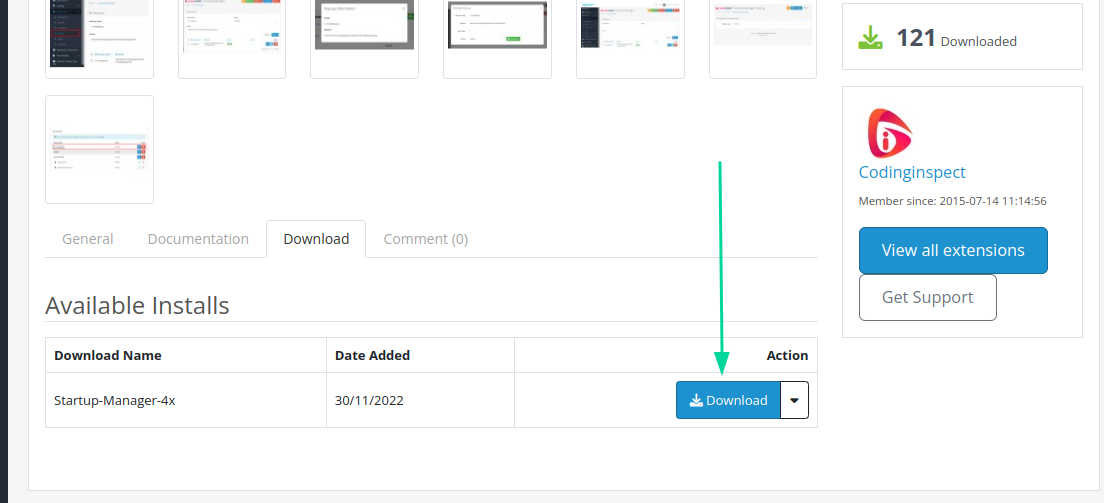 121 Downloaded
Codinginspect
Member since: 2015-07-14 11:14:56
View all extensions
Get Support
General Documentation Download Comment (0)
Available Installs
Download Name Date Added Action
Startup-Manager-4x 30/11/2022 Download